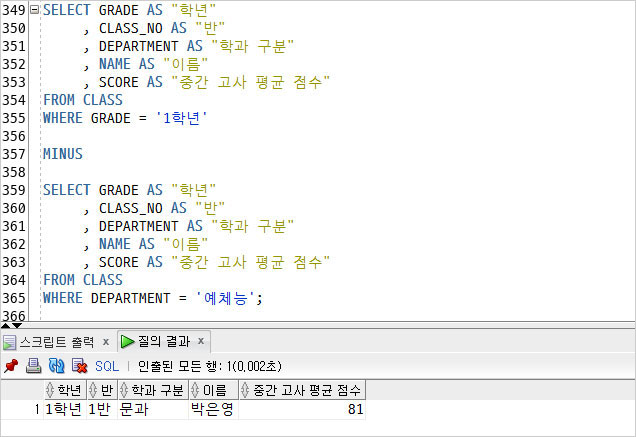 349 SELECT GRADE AS "학년"
350 , CLASS_NO AS "반"
351 , DEPARTMENT AS "학과 구분"
352 , NAME AS "이름"
353 , SCORE AS "중간 고사 평균 점수"
354 FROM CLASS
355 WHERE GRADE = '1학년'
356
357 MINUS
358
359 SELECT GRADE AS "학년"
360 , CLASS_NO AS "반"
361 , DEPARTMENT AS "학과 구분"
362 , NAME AS "이름"
363 , SCORE AS "중간 고사 평균 점수"
364 FROM CLASS
365 WHERE DEPARTMENT = '예체능';
366
스크립트 출력 x 질의 결과 x
SQL | 인출된 모든 행: 1(0,002초)
학년 반 학과 구분 이름 중간 고사 평균 점수
1 1학년 1반 문과 박은영 81